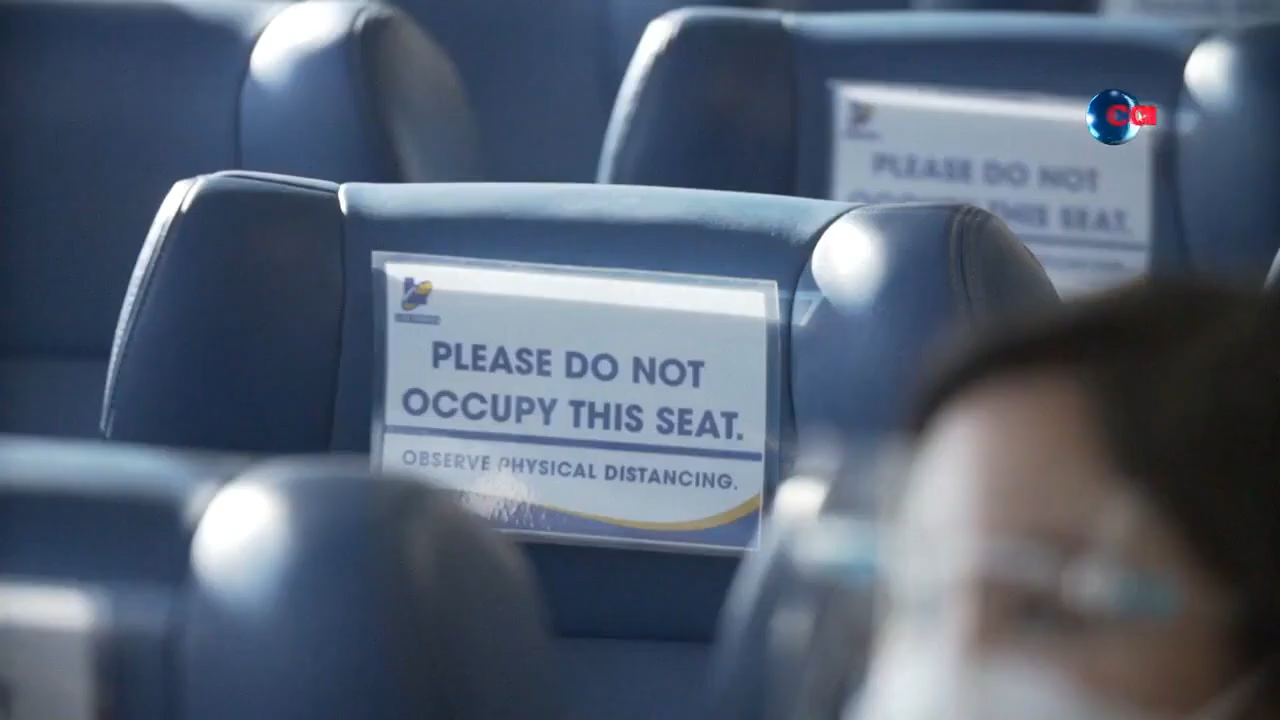 PLEASE DO NOT
OCCUPY THIS SEAT.
OBSERVE PHYSICAL DISTANCING.
PLEASE DO NOT
THIS SEAT.